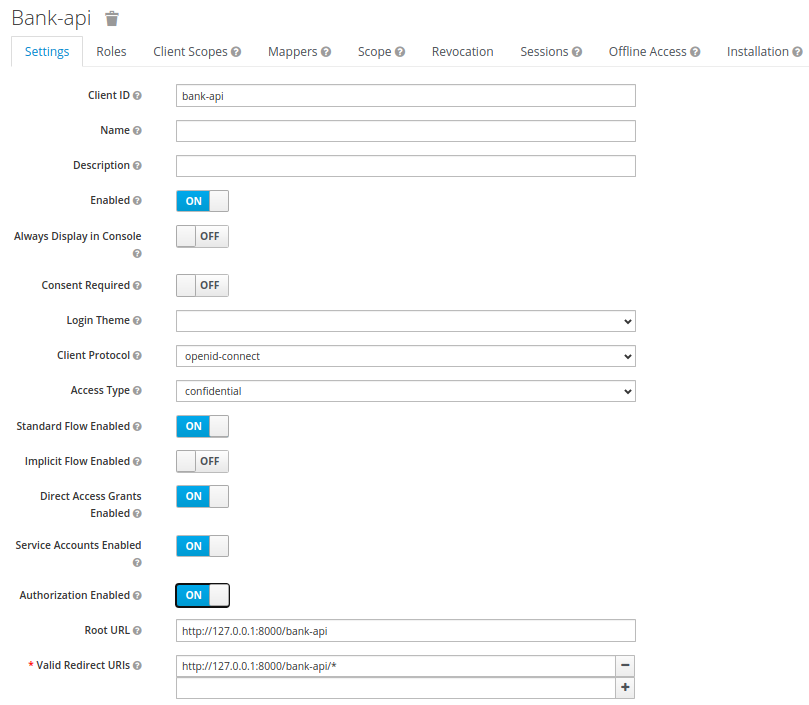 Bank-api
Settings Roles Client Scopes Mappers Scope Revocation Sessions Offline Access Installation
Client ID bank-api
Name
Description
Enabled ON
Always Display in Console OFF
Consent Required OFF
Login Theme
Client Protocol openid-connect
Access Type confidential
Standard Flow Enabled ON
Implicit Flow Enabled OFF
Direct Access Grants ON
Enabled
Service Accounts Enabled ON
Authorization Enabled ON
Root URL http://127.0.0.1:8000/bank-api
* Valid Redirect URIs http://127.0.0.1:8000/bank-api/*